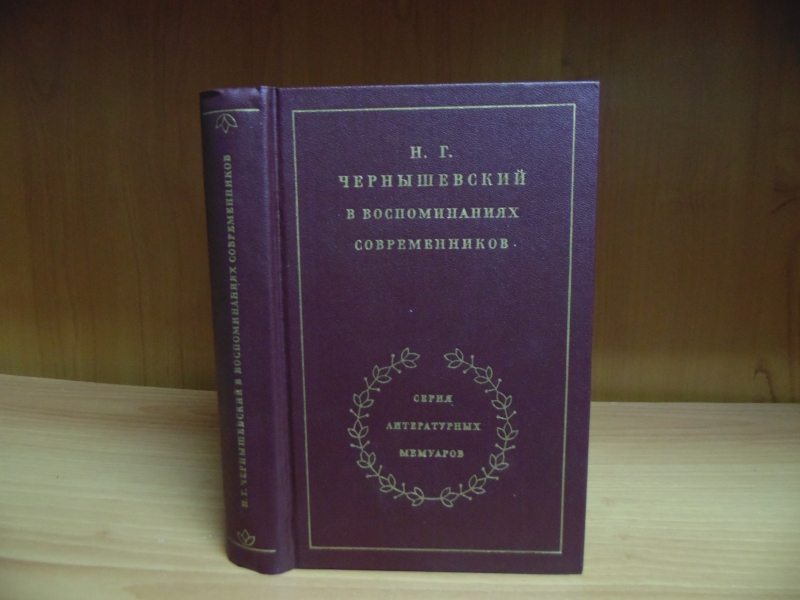 Н. Г. ЧЕРНЫШЕВСКИЙ В ВОСПОМИНАНИЯХ СОВРЕМЕННИКОВ
Н. Г.
ЧЕРНЫШЕВСКИЙ
В ВОСПОМИНАНИЯХ
СОВРЕМЕННИКОВ
СЕРИЯ
ЛИТЕРАТУРНЫХ
МЕМУАРОВ